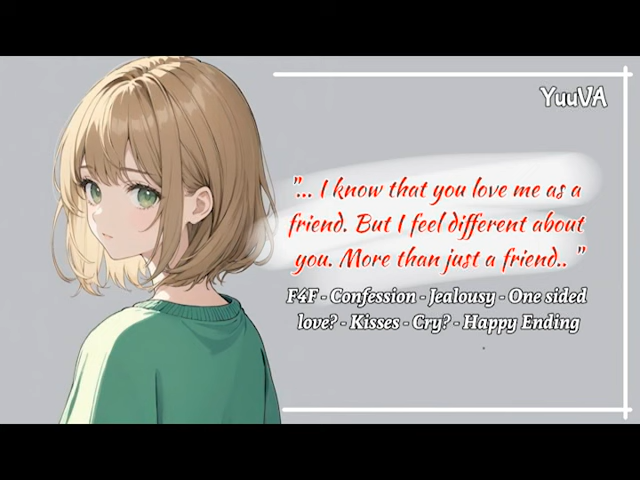 YuuVA
"... I know that you love me as a
friend. But I feel different about
you. More than just a friend.. "
F4F - Confession - Jealousy - One sided
love? - Kisses - Cry? - Happy Ending